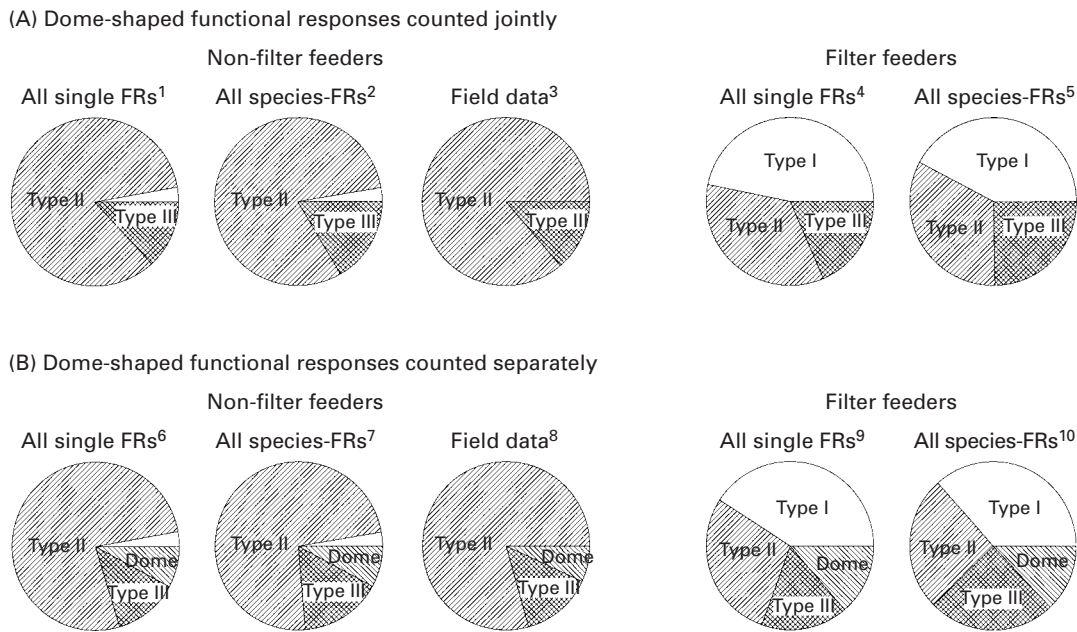 (A) Dome-shaped functional responses counted jointly
Non-filter feeders
Filter feeders
All single FRs¹
All species-FRs²
Field data³
All single FRs⁴
All species-FRs⁵
Type II
Type III
Type II
Type III
Type II
Type III
Type I
Type II
Type III
Type I
Type II
Type III
(B) Dome-shaped functional responses counted separately
Non-filter feeders
Filter feeders
All single FRs⁶
All species-FRs⁷
Field data⁸
All single FRs⁹
All species-FRs¹⁰
Type II
Dome
Type III
Type II
Dome
Type III
Type II
Dome
Type III
Type I
Type II
Dome
Type III
Type I
Type II
Dome
Type III